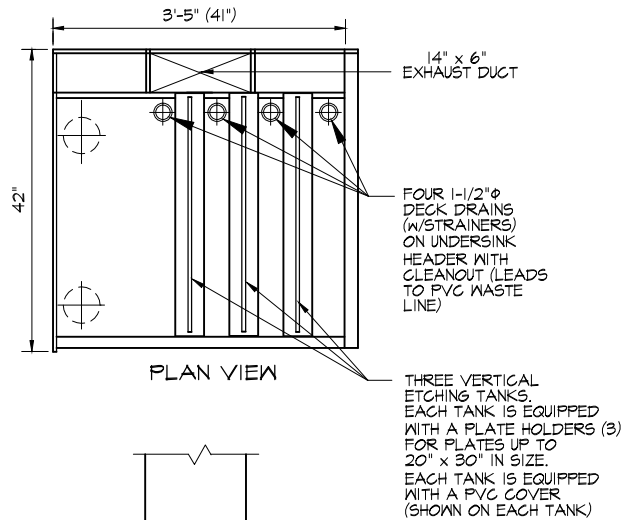 3'-5" (41")
14" x 6"
EXHAUST DUCT
42"
FOUR 1-1/2"Φ
DECK DRAINS
(w/STRAINERS)
ON UNDERSINK
HEADER WITH
CLEANOUT (LEADS
TO PVC WASTE
LINE)
PLAN VIEW
THREE VERTICAL
ETCHING TANKS.
EACH TANK IS EQUIPPED
WITH A PLATE HOLDERS (3)
FOR PLATES UP TO
20" x 30" IN SIZE.
EACH TANK IS EQUIPPED
WITH A PVC COVER
(SHOWN ON EACH TANK)